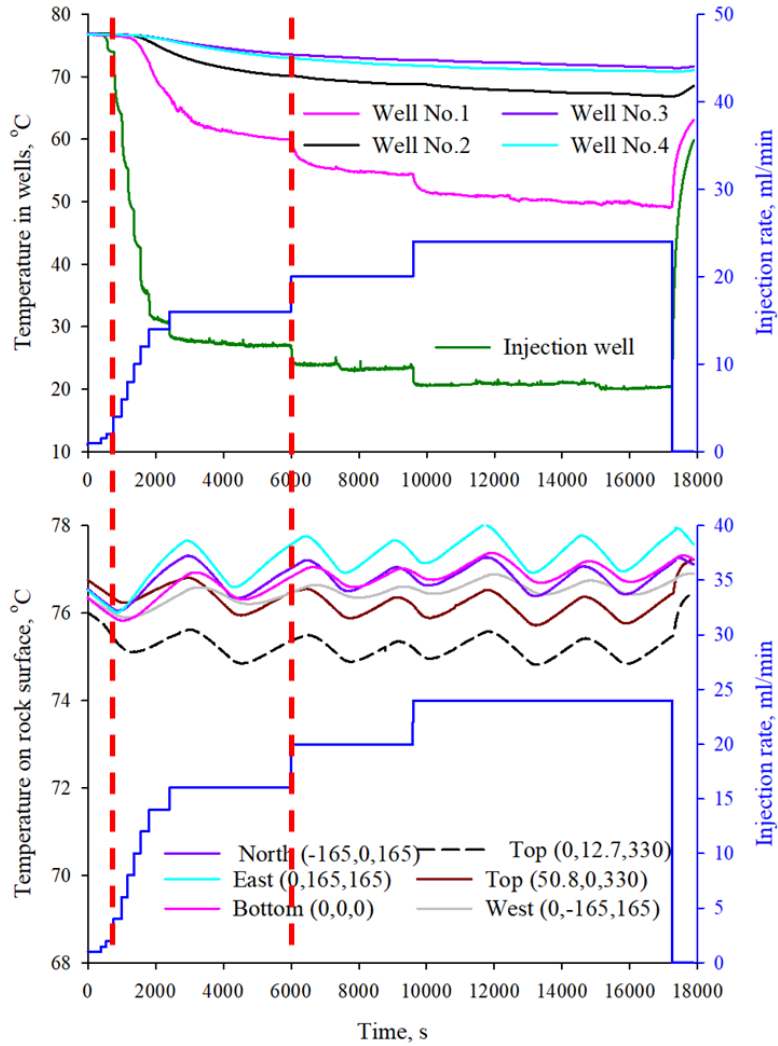 80
70
60
50
40
30
20
10
Temperature in wells, °C
50
40
30
20
10
0
Injection rate, ml/min
Well No.1
Well No.3
Well No.2
Well No.4
Injection well
0 2000 4000 6000 8000 10000 12000 14000 16000 18000
78
76
74
72
70
68
Temperature on rock surface, °C
40
35
30
25
20
15
10
5
0
Injection rate, ml/min
North (-165,0,165)
Top (0,12.7,330)
East (0,165,165)
Top (50.8,0,330)
Bottom (0,0,0)
West (0,-165,165)
0 2000 4000 6000 8000 10000 12000 14000 16000 18000
Time, s